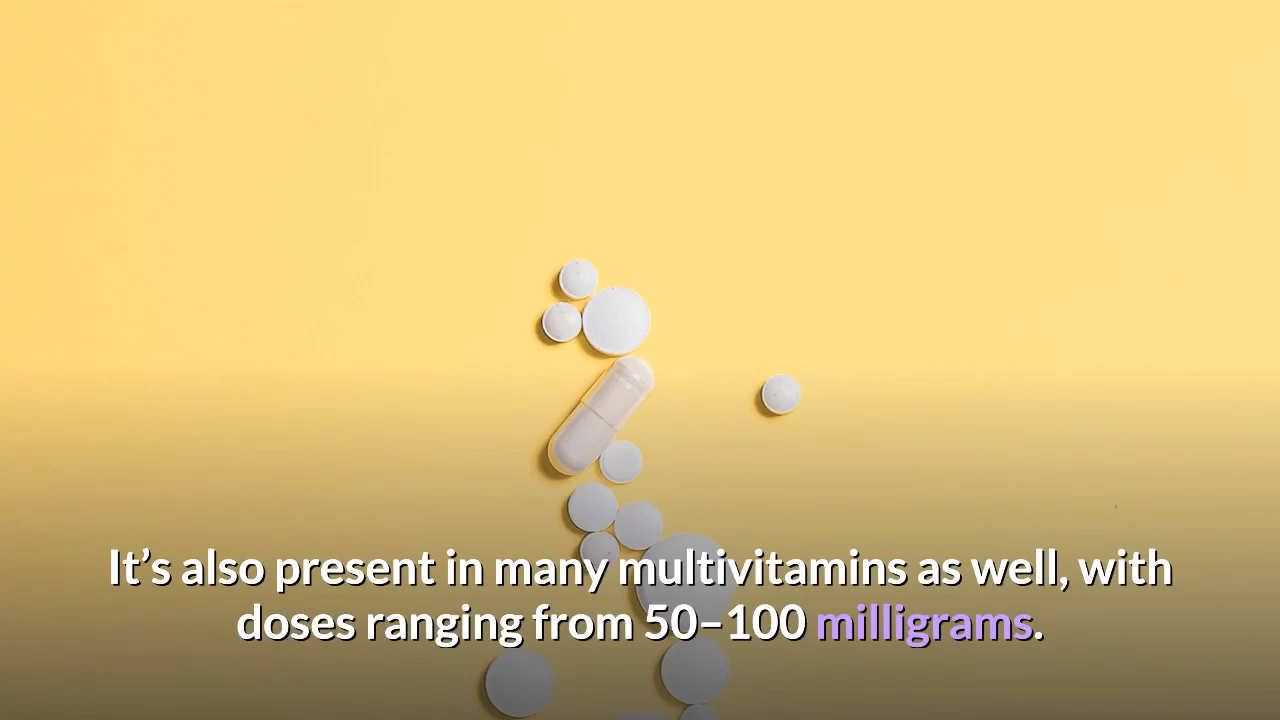 It’s also present in many multivitamins as well, with
doses ranging from 50–100 milligrams.